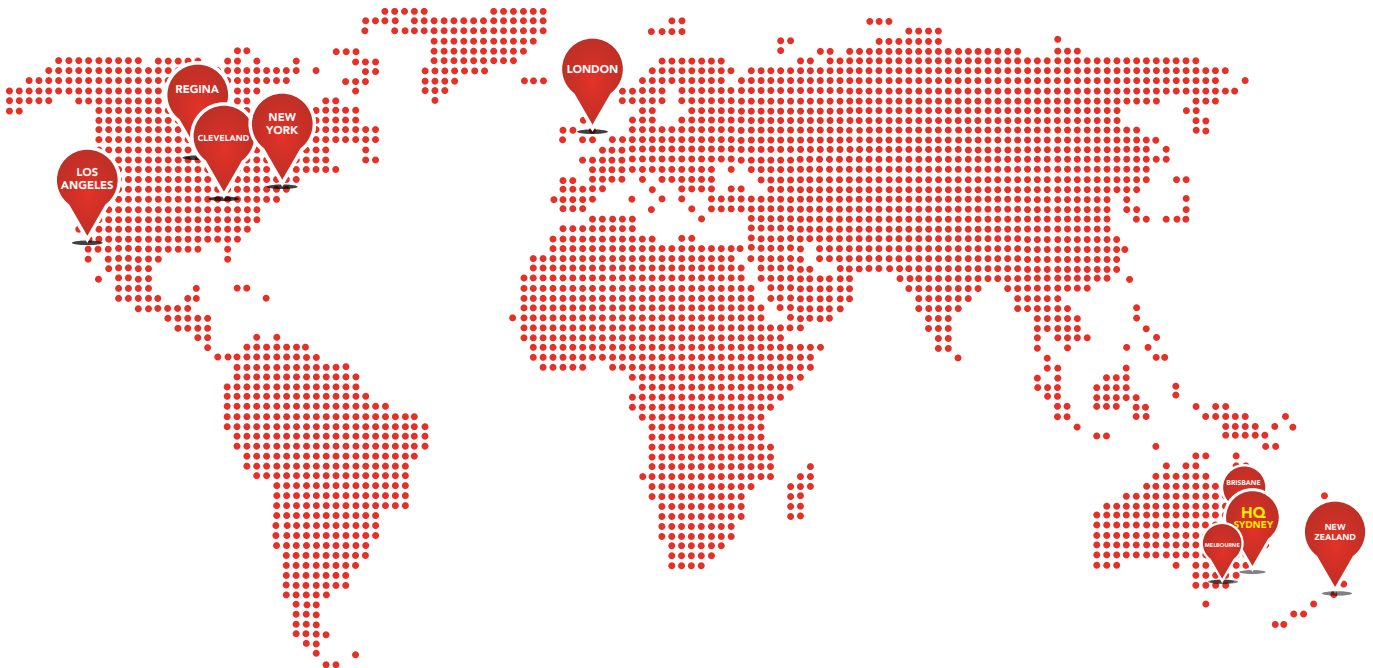 LONDON
REGINA
NEW
YORK
CLEVELAND
LOS
ANGELES
BRISBANE
HQ
SYDNEY
NEW
ZEALAND
MELBOURNE